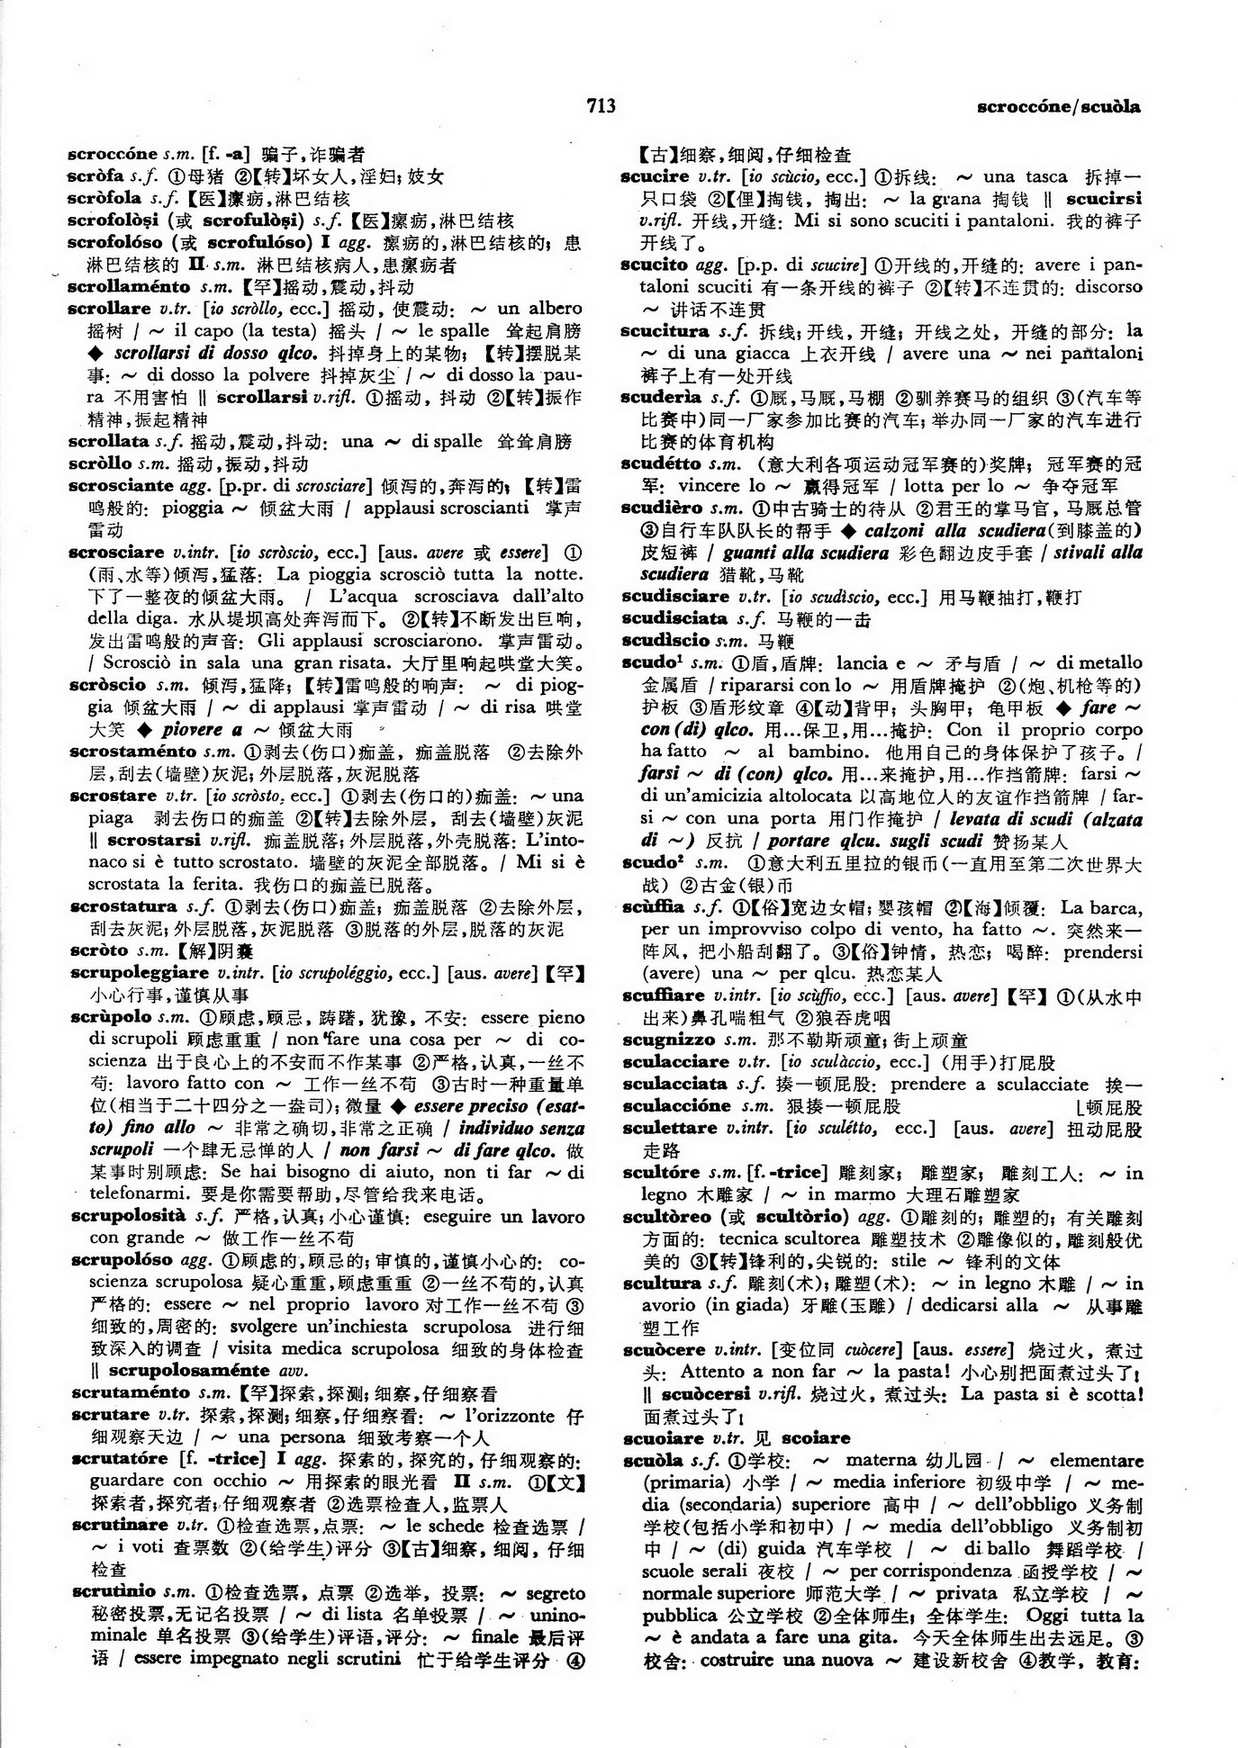 713
scroccóne/scuòla
scroccóne s.m. [f. -a] 骗子,诈骗者
scròfa s.f. ①母猪 ②【转】坏女人,淫妇; 妓女
scròfola s.f. 【医】瘰疬,淋巴结核
scrofolòṣi (或 scrofulòṣi) s.f.【医】瘰疬,淋巴结核
scrofolóso (或 scrofulóso) I agg. 瘰疬的,淋巴结核的; 患
淋巴结核的 II s.m. 淋巴结核病人,患瘰疬者
scrollaménto s.m. 【罕】摇动,震动,抖动
scrollare v.tr. [io scròllo, ecc.] 摇动, 使震动: ～ un albero
摇树 / ～ il capo (la testa) 摇头 / ～ le spalle 耸起肩膀
◆ scrollarsi di dosso qlco. 抖掉身上的某物; 【转】摆脱某
事: ～ di dosso la polvere 抖掉灰尘 / ～ di dosso la pau-
ra 不用害怕 ‖ scrollarsi v.rifl. ①摇动, 抖动 ②【转】振作
精神,振起精神
scrollata s.f. 摇动,震动,抖动: una ～ di spalle 耸耸肩膀
scròllo s.m. 摇动,振动,抖动
scrosciante agg. [p.pr. di scrosciare] 倾泻的,奔泻的; 【转】雷
鸣般的: pioggia ～ 倾盆大雨 / applausi scroscianti 掌声
雷动
scrosciare v.intr. [io scròscio, ecc.] [aus. avere 或 essere] ①
(雨、水等)倾泻,猛落: La pioggia scrosciò tutta la notte.
下了一整夜的倾盆大雨。 / L'acqua scrosciava dall'alto
della diga. 水从堤坝高处奔泻而下。 ②【转】不断发出巨响,
发出雷鸣般的声音: Gli applausi scrosciarono. 掌声雷动。
/ Scrosciò in sala una gran risata. 大厅里响起哄堂大笑。
scròscio s.m. 倾泻,猛降; 【转】雷鸣般的响声: ～ di piog-
gia 倾盆大雨 / ～ di applausi 掌声雷动 / ～ di risa 哄堂
大笑 ◆ piovere a ～ 倾盆大雨
scrostaménto s.m. ①剥去(伤口)痂盖, 痂盖脱落 ②去除外
层,刮去(墙壁)灰泥; 外层脱落,灰泥脱落
scrostare v.tr. [io scròsto, ecc.] ①剥去(伤口的)痂盖: ～ una
piaga 剥去伤口的痂盖 ②【转】去除外层, 刮去(墙壁)灰泥
‖ scrostarsi v.rifl. 痂盖脱落; 外层脱落,外壳脱落: L'into-
naco si è tutto scrostato. 墙壁的灰泥全部脱落。 / Mi si è
scrostata la ferita. 我伤口的痂盖已脱落。
scrostatura s.f. ①剥去(伤口)痂盖; 痂盖脱落 ②去除外层,
刮去灰泥; 外层脱落,灰泥脱落 ③脱落的外层,脱落的灰泥
scròto s.m. 【解】阴囊
scrupoleggiare v.intr. [io scrupoléggio, ecc.] [aus. avere]【罕】
小心行事,谨慎从事
scrùpolo s.m. ①顾虑,顾忌, 踌躇, 犹豫, 不安: essere pieno
di scrupoli 顾虑重重 / non fare una cosa per ～ di co-
scienza 出于良心上的不安而不作某事 ②严格,认真,一丝不
苟: lavoro fatto con ～ 工作一丝不苟 ③古时一种重量单
位(相当于二十四分之一盎司); 微量 ◆ essere preciso (esat-
to) fino allo ～ 非常之确切,非常之正确 / individuo senza
scrupoli 一个肆无忌惮的人 / non farsi ～ di fare qlco. 做
某事时别顾虑: Se hai bisogno di aiuto, non ti far ～ di
telefonarmi. 要是你需要帮助,尽管给我来电话。
scrupolosità s.f. 严格,认真; 小心谨慎: eseguire un lavoro
con grande ～ 做工作一丝不苟
scrupolóso agg. ①顾虑的,顾忌的; 审慎的,谨慎小心的: co-
scienza scrupolosa 疑心重重,顾虑重重 ②一丝不苟的,认真
严格的: essere ～ nel proprio lavoro 对工作一丝不苟 ③
细致的,周密的: svolgere un'inchiesta scrupolosa 进行细
致深入的调查 / visita medica scrupolosa 细致的身体检查
‖ scrupolosaménte avv.
scrutaménto s.m. 【罕】探索,探测; 细察,仔细察看
scrutare v.tr. 探索,探测; 细察,仔细察看: ～ l'orizzonte 仔
细观察天边 / ～ una persona 细致考察一个人
scrutatóre [f. -trice] I agg. 探索的,探究的,仔细观察的:
guardare con occhio ～ 用探索的眼光看 II s.m. ①【文】
探索者,探究者; 仔细观察者 ②选票检查人,监票人
scrutinare v.tr. ①检查选票,点票: ～ le schede 检查选票 /
～ i voti 查票数 ②(给学生)评分 ③【古】细察, 细阅, 仔细
检查
scrutìnio s.m. ①检查选票, 点票 ②选举, 投票: ～ segreto
秘密投票,无记名投票 / ～ di lista 名单投票 / ～ unino-
minale 单名投票 ③(给学生)评语,评分: ～ finale 最后评
语 / essere impegnato negli scrutini 忙于给学生评分 ④
【古】细察,细阅,仔细检查
scucire v.tr. [io scùcio, ecc.] ①拆线: ～ una tasca 拆掉一
只口袋 ②【俚】掏钱, 掏出: ～ la grana 掏钱 ‖ scucirsi
v.rifl. 开线,开缝: Mi si sono scuciti i pantaloni. 我的裤子
开线了。
scucito agg. [p.p. di scucire] ①开线的,开缝的: avere i pan-
taloni scuciti 有一条开线的裤子 ②【转】不连贯的: discorso
～ 讲话不连贯
scucitura s.f. 拆线; 开线, 开缝; 开线之处, 开缝的部分: la
～ di una giacca 上衣开线 / avere una ～ nei pantaloni
裤子上有一处开线
scuderìa s.f. ①厩,马厩,马棚 ②驯养赛马的组织 ③(汽车等
比赛中)同一厂家参加比赛的汽车; 举办同一厂家的汽车进行
比赛的体育机构
scudétto s.m. (意大利各项运动冠军赛的)奖牌; 冠军赛的冠
军: vincere lo ～ 赢得冠军 / lotta per lo ～ 争夺冠军
scudièro s.m. ①中古骑士的待从 ②君王的掌马官, 马厩总管
③自行车队队长的帮手 ◆ calzoni alla scudiera(到膝盖的)
皮短裤 / guanti alla scudiera 彩色翻边皮手套 / stivali alla
scudiera 猎靴,马靴
scudisciare v.tr. [io scudìscio, ecc.] 用马鞭抽打,鞭打
scudisciata s.f. 马鞭的一击
scudìscio s.m. 马鞭
scudo¹ s.m. ①盾,盾牌: lancia e ～ 矛与盾 / ～ di metallo
金属盾 / ripararsi con lo ～ 用盾牌掩护 ②(炮、机枪等的)
护板 ③盾形纹章 ④【动】背甲; 头胸甲; 龟甲板 ◆ fare ～
con (di) qlco. 用…保卫,用…掩护: Con il proprio corpo
ha fatto ～ al bambino. 他用自己的身体保护了孩子。 /
farsi ～ di (con) qlco. 用…来掩护,用…作挡箭牌: farsi ～
di un'amicizia altolocata 以高地位人的友谊作挡箭牌 / far-
si ～ con una porta 用门作掩护 / levata di scudi (alzata
di ～) 反抗 / portare qlcu. sugli scudi 赞扬某人
scudo² s.m. ①意大利五里拉的银币(一直用至第二次世界大
战) ②古金(银)币
scùffia s.f. ①【俗】宽边女帽; 婴孩帽 ②【海】倾覆: La barca,
per un improvviso colpo di vento, ha fatto ～. 突然来一
阵风, 把小船刮翻了。 ③【俗】钟情, 热恋; 喝醉: prendersi
(avere) una ～ per qlcu. 热恋某人
scuffiare v.intr. [io scùffio, ecc.] [aus. avere]【罕】 ①(从水中
出来)鼻孔喘粗气 ②狼吞虎咽
scugnizzo s.m. 那不勒斯顽童; 街上顽童
sculacciare v.tr. [io sculàccio, ecc.] (用手)打屁股
sculacciata s.f. 揍一顿屁股: prendere a sculacciate 挨一
sculaccióne s.m. 狠揍一顿屁股 ⌊顿屁股
sculettare v.intr. [io sculétto, ecc.] [aus. avere] 扭动屁股
走路
scultóre s.m. [f. -trice] 雕刻家; 雕塑家; 雕刻工人: ～ in
legno 木雕家 / ～ in marmo 大理石雕塑家
scultòreo (或 scultòrio) agg. ①雕刻的; 雕塑的; 有关雕刻
方面的: tecnica scultorea 雕塑技术 ②雕像似的,雕刻般优
美的 ③【转】锋利的,尖锐的: stile ～ 锋利的文体
scultura s.f. 雕刻(术); 雕塑(术): ～ in legno 木雕 / ～ in
avorio (in giada) 牙雕(玉雕) / dedicarsi alla ～ 从事雕
塑工作
scuòcere v.intr. [变位同 cuòcere] [aus. essere] 烧过火, 煮过
头: Attento a non far ～ la pasta! 小心别把面煮过头了!
‖ scuòcersi v.rifl. 烧过火, 煮过头: La pasta si è scotta!
面煮过头了!
scuoiare v.tr. 见 scoiare
scuòla s.f. ①学校: ～ materna 幼儿园 / ～ elementare
(primaria) 小学 / ～ media inferiore 初级中学 / ～ me-
dia (secondaria) superiore 高中 / ～ dell'obbligo 义务制
学校(包括小学和初中) / ～ media dell'obbligo 义务制初
中 / ～ (di) guida 汽车学校 / ～ di ballo 舞蹈学校 /
scuole serali 夜校 / ～ per corrispondenza 函授学校 / ～
normale superiore 师范大学 / ～ privata 私立学校 / ～
pubblica 公立学校 ②全体师生; 全体学生: Oggi tutta la
～ è andata a fare una gita. 今天全体师生出去远足。 ③
校舍: costruire una nuova ～ 建设新校舍 ④教学, 教育: